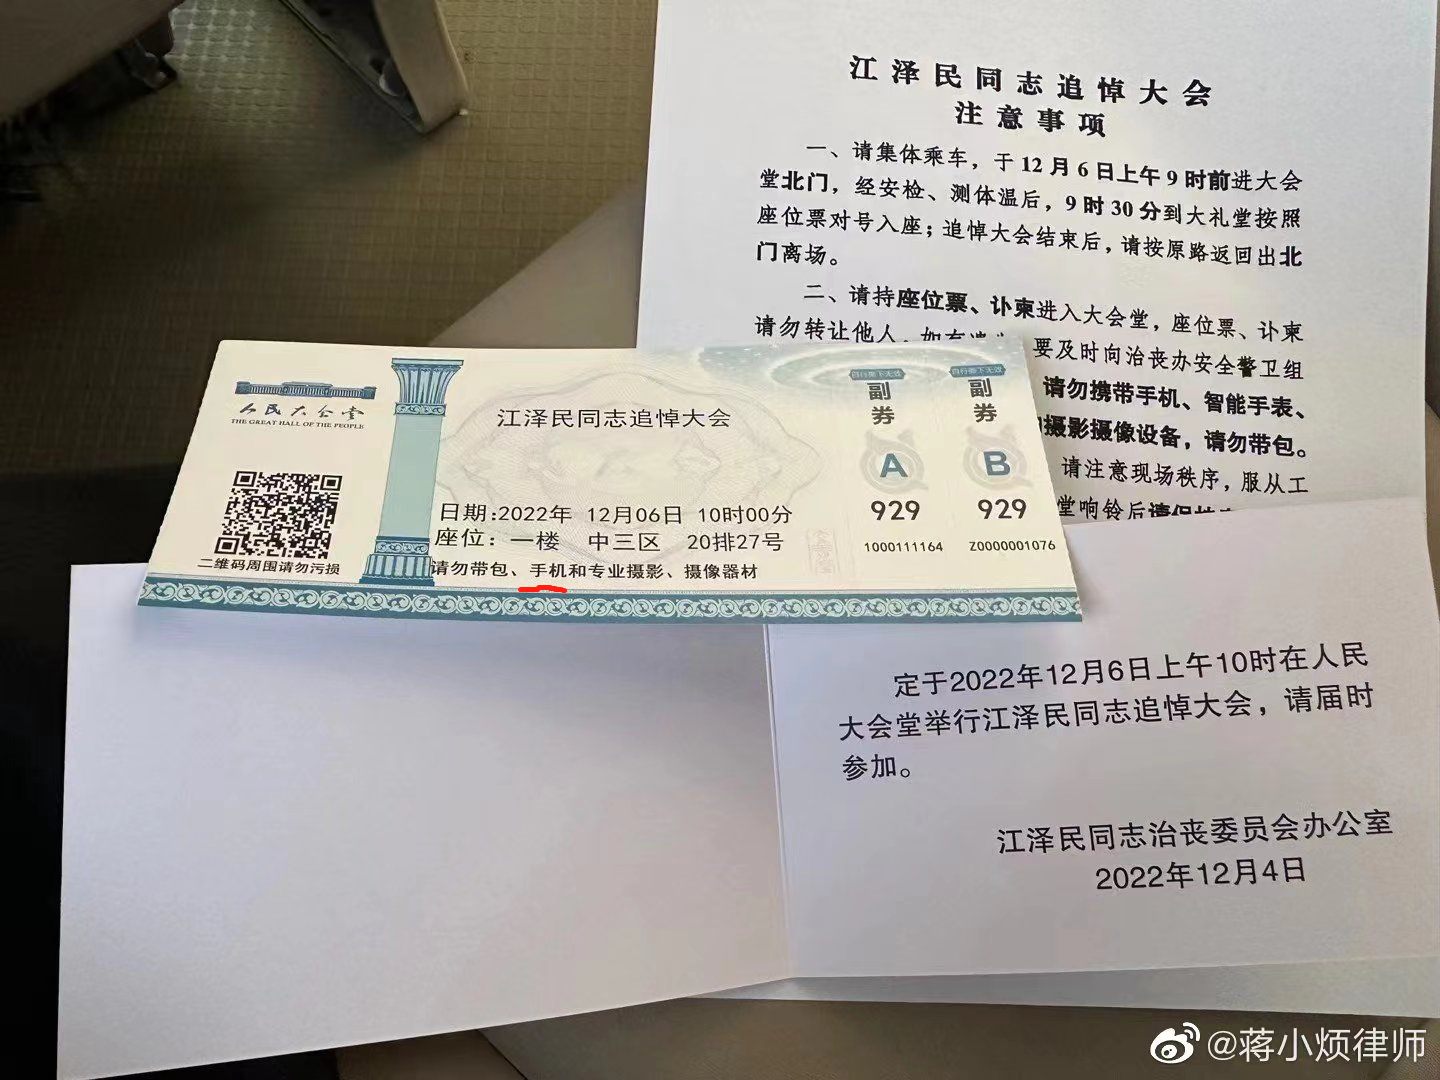 江泽民同志追悼大会
注意事项
一、请集体乘车，于12月6日上午9时前进大会
堂北门，经安检、测体温后，9时30分到大礼堂按照
座位票对号入座；追悼大会结束后，请按原路返回出北
门离场。
二、请持座位票、讣柬进入大会堂，座位票、讣柬
请勿转让他人，如有
要及时向治丧办安全警卫组
请勿携带手机、智能手表、
摄影摄像设备，请勿带包。
请注意现场秩序，服从工
堂响铃后请保持
人民大会堂
THE GREAT HALL OF THE PEOPLE
二维码周围请勿污损
江泽民同志追悼大会
日期:2022年 12月06日 10时00分
座位：一楼 中三区 20排27号
请勿带包、手机和专业摄影、摄像器材
自行撕下无效
副券
A
929
1000111164
自行撕下无效
副券
B
929
Z0000001076
定于2022年12月6日上午10时在人民
大会堂举行江泽民同志追悼大会，请届时
参加。
江泽民同志治丧委员会办公室
2022年12月4日
@蒋小烦律师